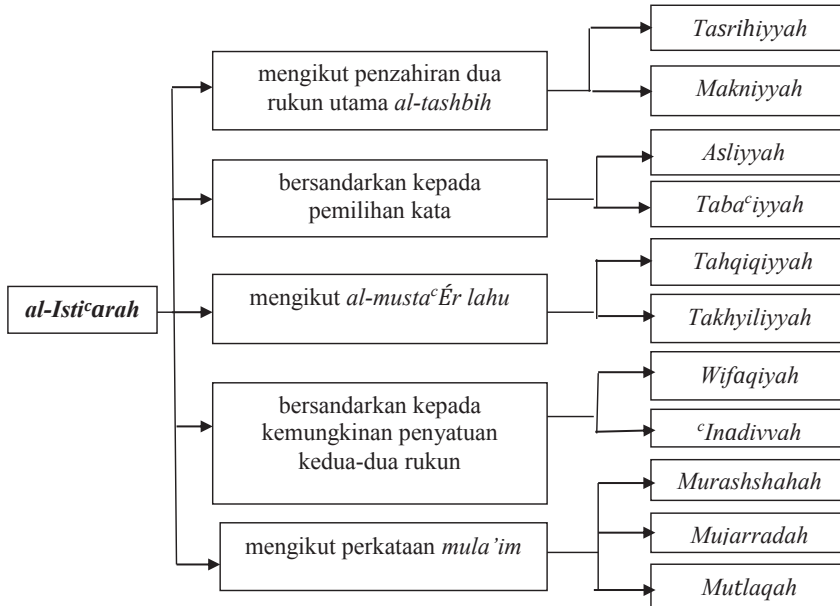 al-Istiᶜarah
mengikut penzahiran dua
rukun utama al-tashbih
Tasrihiyyah
Makniyyah
bersandarkan kepada
pemilihan kata
Asliyyah
Tabaᶜiyyah
mengikut al-mustaᶜÉr lahu
Tahqiqiyyah
Takhyiliyyah
bersandarkan kepada
kemungkinan penyatuan
kedua-dua rukun
Wifaqiyah
ᶜInadivvah
mengikut perkataan mula’im
Murashshahah
Mujarradah
Mutlaqah